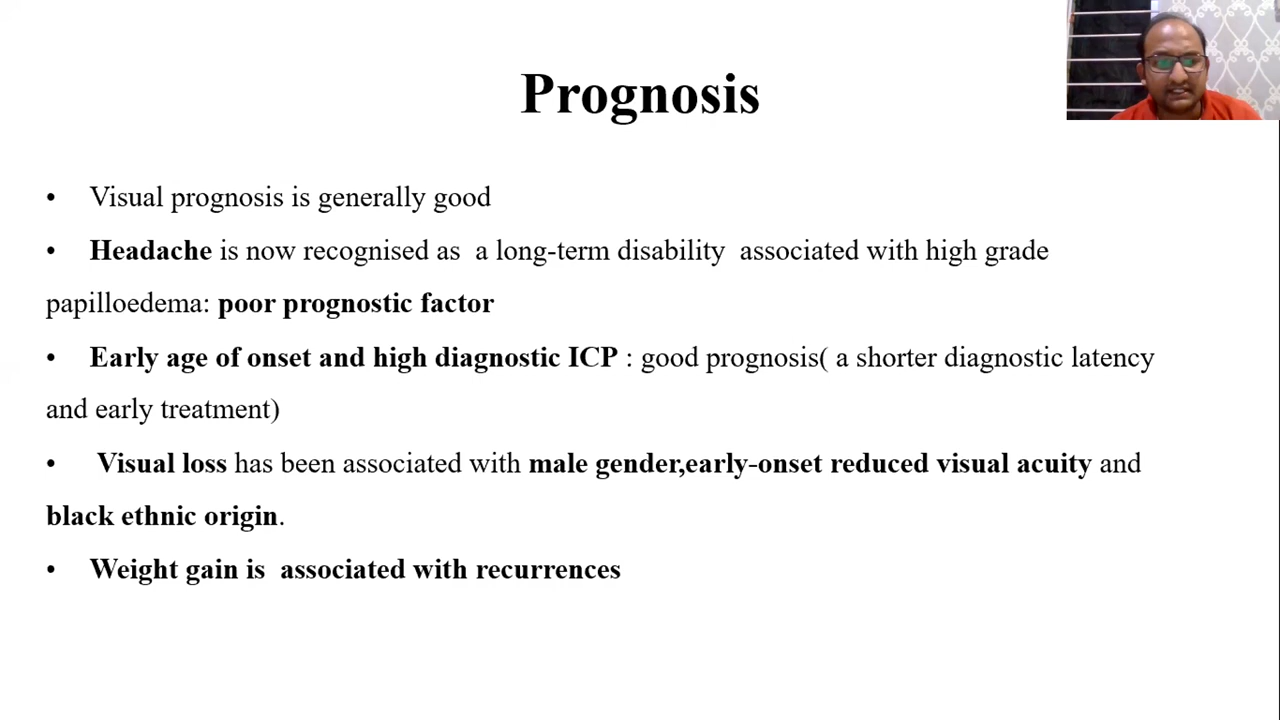 Prognosis
• Visual prognosis is generally good
• Headache is now recognised as a long-term disability associated with high grade
papilloedema: poor prognostic factor
• Early age of onset and high diagnostic ICP : good prognosis( a shorter diagnostic latency
and early treatment)
• Visual loss has been associated with male gender,early-onset reduced visual acuity and
black ethnic origin.
• Weight gain is associated with recurrences